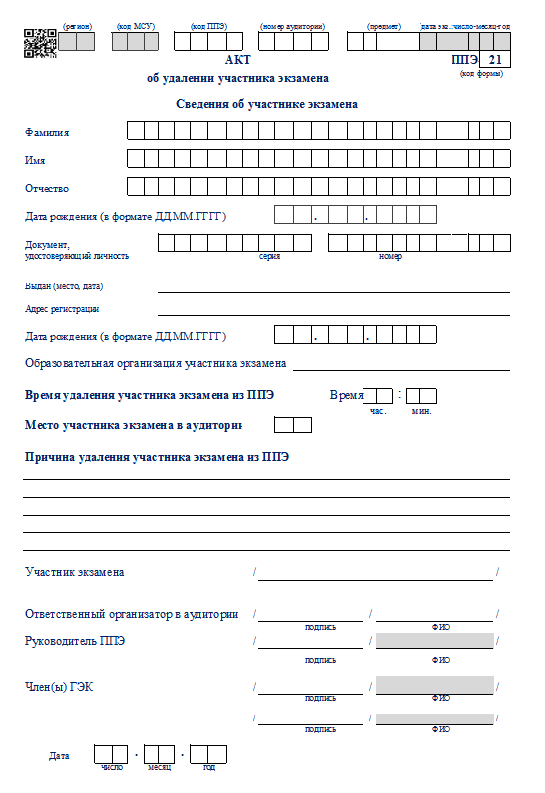 (регион) (код МСУ) (код ППЭ) (номер аудитории) (предмет) дата экз.:число-месяц-год
АКТ ППЭ 21
(код формы)
об удалении участника экзамена
Сведения об участнике экзамена
Фамилия
Имя
Отчество
Дата рождения (в формате ДД.ММ.ГГГГ) . .
Документ,
удостоверяющий личность серия номер
Выдан (место, дата)
Адрес регистрации
Дата рождения (в формате ДД.ММ.ГГГГ) . .
Образовательная организация участника экзамена
Время удаления участника экзамена из ППЭ Время :
час. мин.
Место участника экзамена в аудитории
Причина удаления участника экзамена из ППЭ
Участник экзамена / /
Ответственный организатор в аудитории / / /
подпись ФИО
Руководитель ППЭ / / /
подпись ФИО
Член(ы) ГЭК / / /
подпись ФИО
/ / /
подпись ФИО
Дата . .
число месяц год